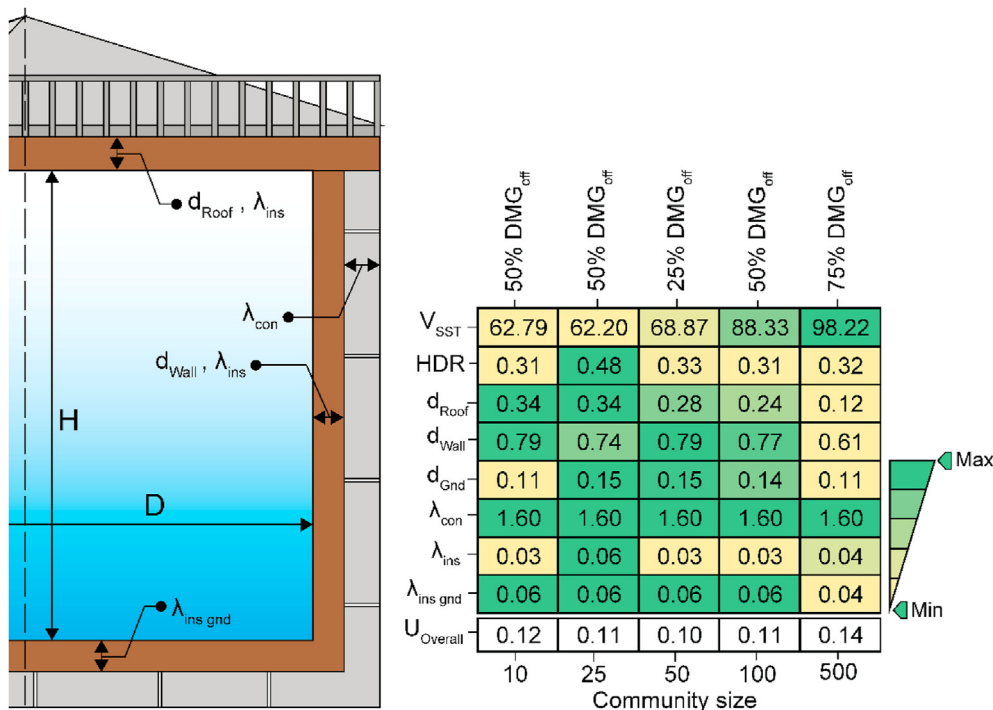 d_Roof , λ_ins
λ_con
d_Wall , λ_ins
H
D
λ_ins gnd
50% DMG_off
50% DMG_off
25% DMG_off
50% DMG_off
75% DMG_off
V_SST 62.79 62.20 68.87 88.33 98.22
HDR 0.31 0.48 0.33 0.31 0.32
d_Roof 0.34 0.34 0.28 0.24 0.12
d_Wall 0.79 0.74 0.79 0.77 0.61
d_Gnd 0.11 0.15 0.15 0.14 0.11
λ_con 1.60 1.60 1.60 1.60 1.60
λ_ins 0.03 0.06 0.03 0.03 0.04
λ_ins gnd 0.06 0.06 0.06 0.06 0.04
U_Overall 0.12 0.11 0.10 0.11 0.14
10 25 50 100 500
Community size
Max
Min